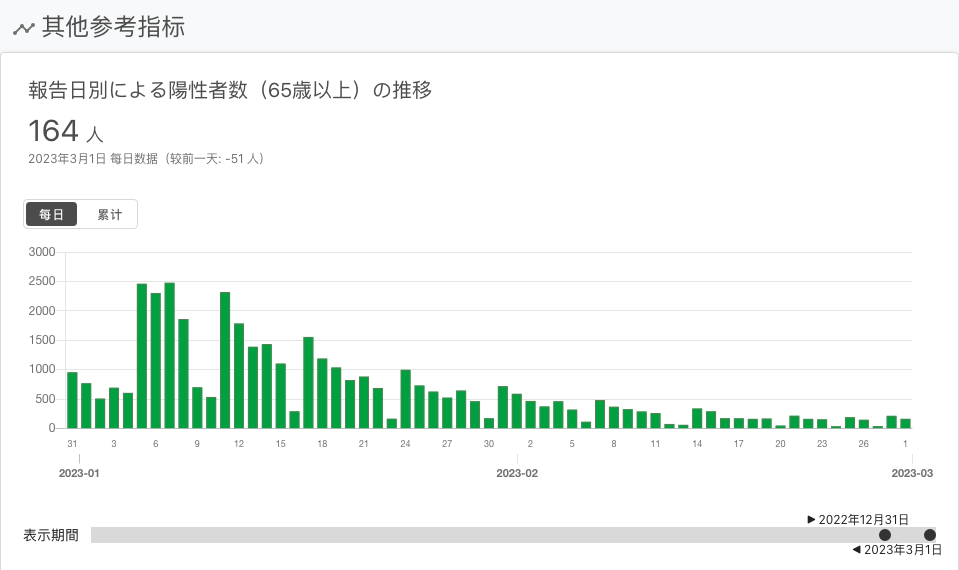 其他参考指标
報告日別による陽性者数（65歳以上）の推移
164 人
2023年3月1日 每日数据（较前一天: -51 人）
每日 累计
3000
2500
2000
1500
1000
500
0
31 3 6 9 12 15 18 21 24 27 30 2 5 8 11 14 17 20 23 26 1
2023-01 2023-02 2023-03
2022年12月31日
表示期間
2023年3月1日